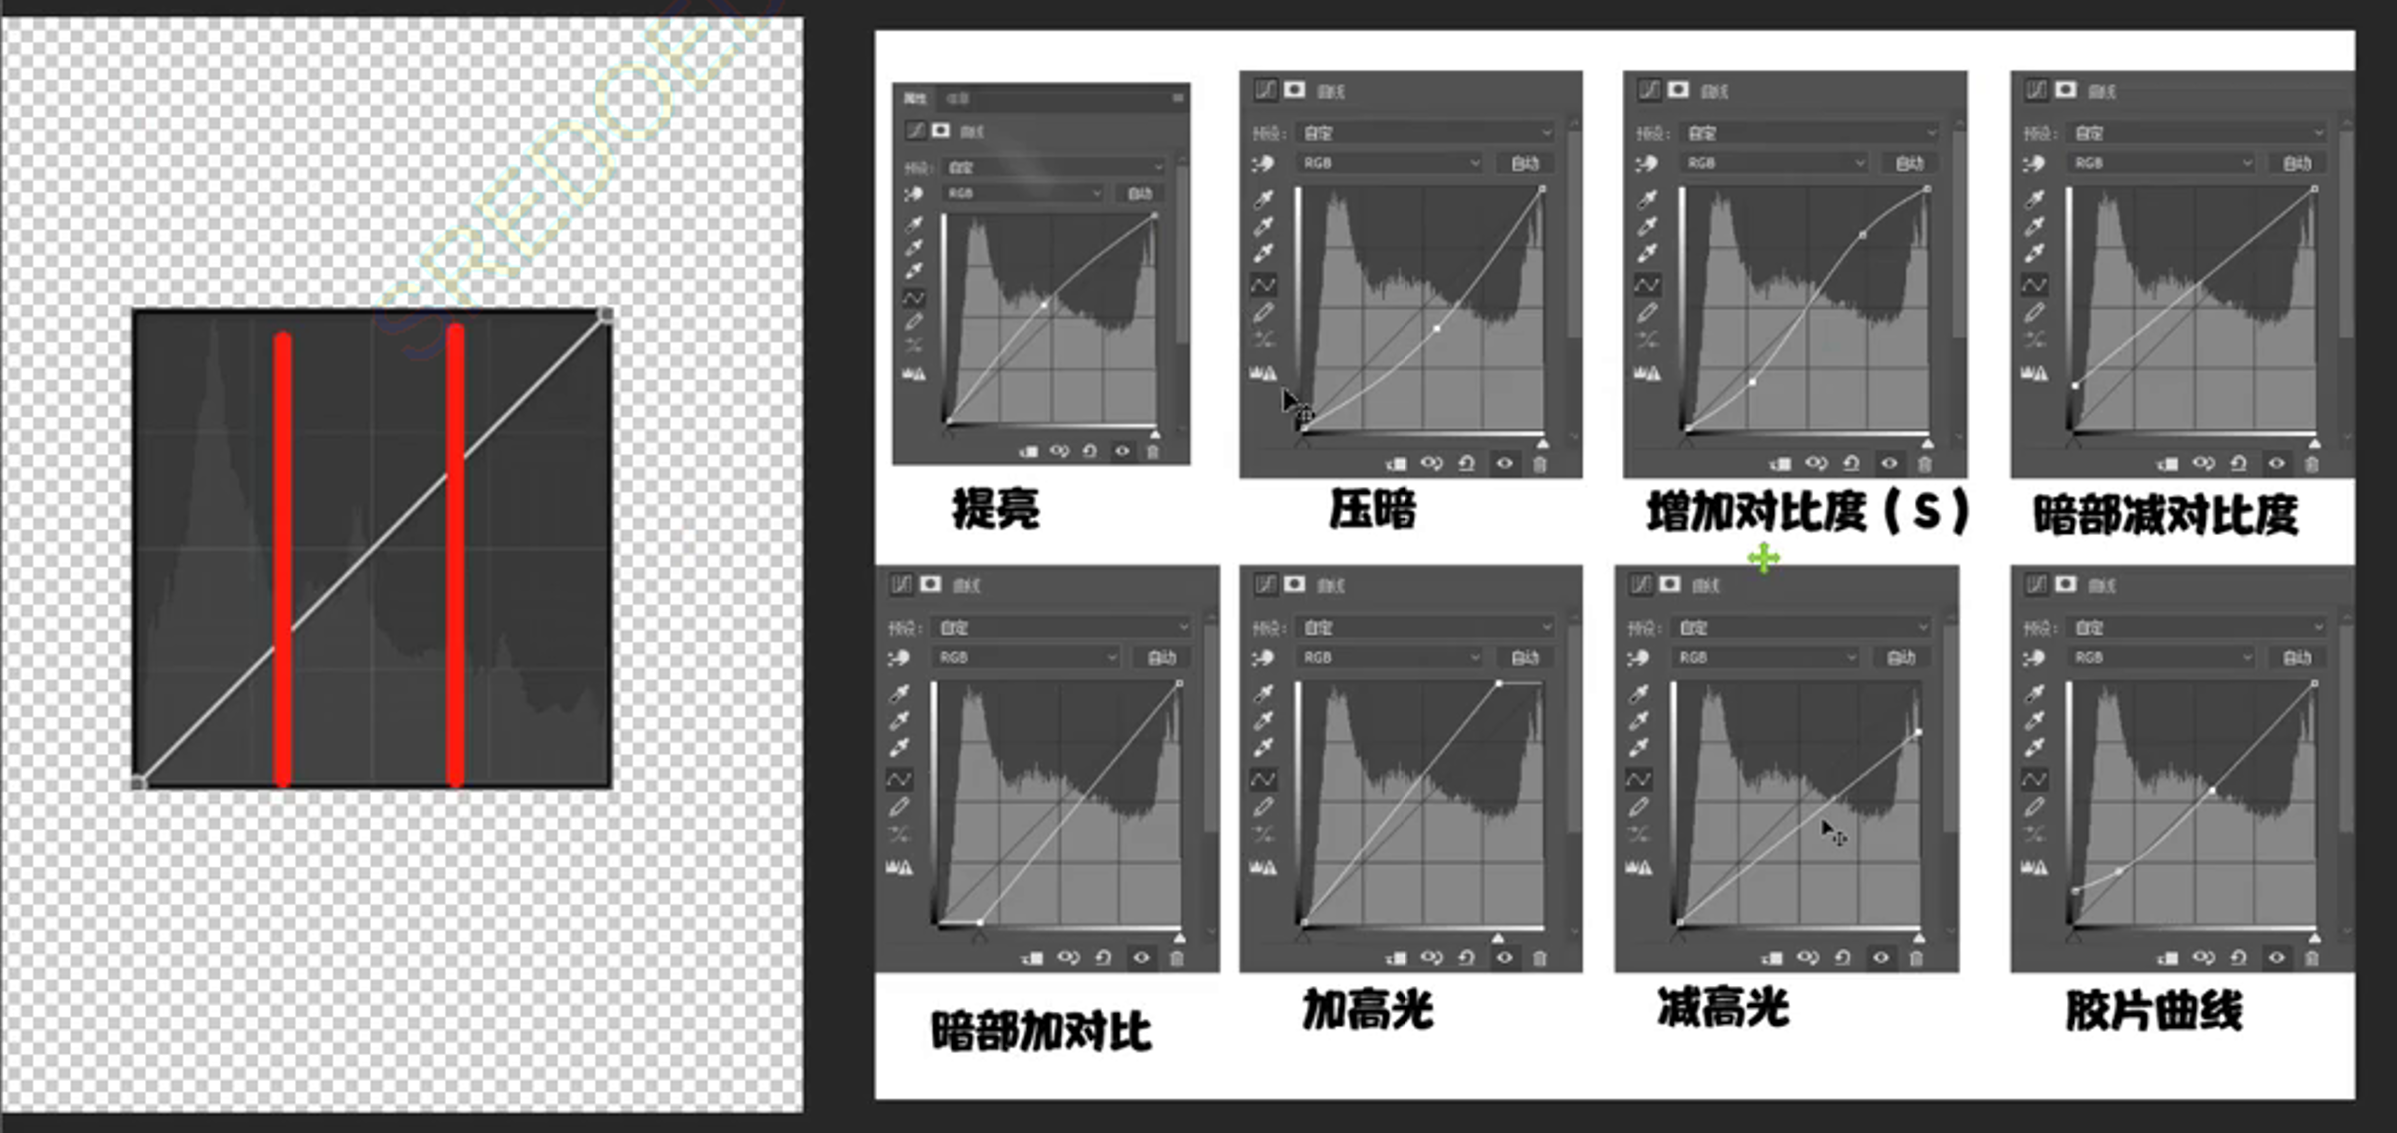 SREDOEL
属性 信息
曲线
预设: 自定
RGB 自动
提亮
曲线
预设: 自定
RGB 自动
压暗
曲线
预设: 自定
RGB 自动
增加对比度(S)
曲线
预设: 自定
RGB 自动
暗部减对比度
曲线
预设: 自定
RGB 自动
暗部加对比
曲线
预设: 自定
RGB 自动
加高光
曲线
预设: 自定
RGB 自动
减高光
曲线
预设: 自定
RGB 自动
胶片曲线